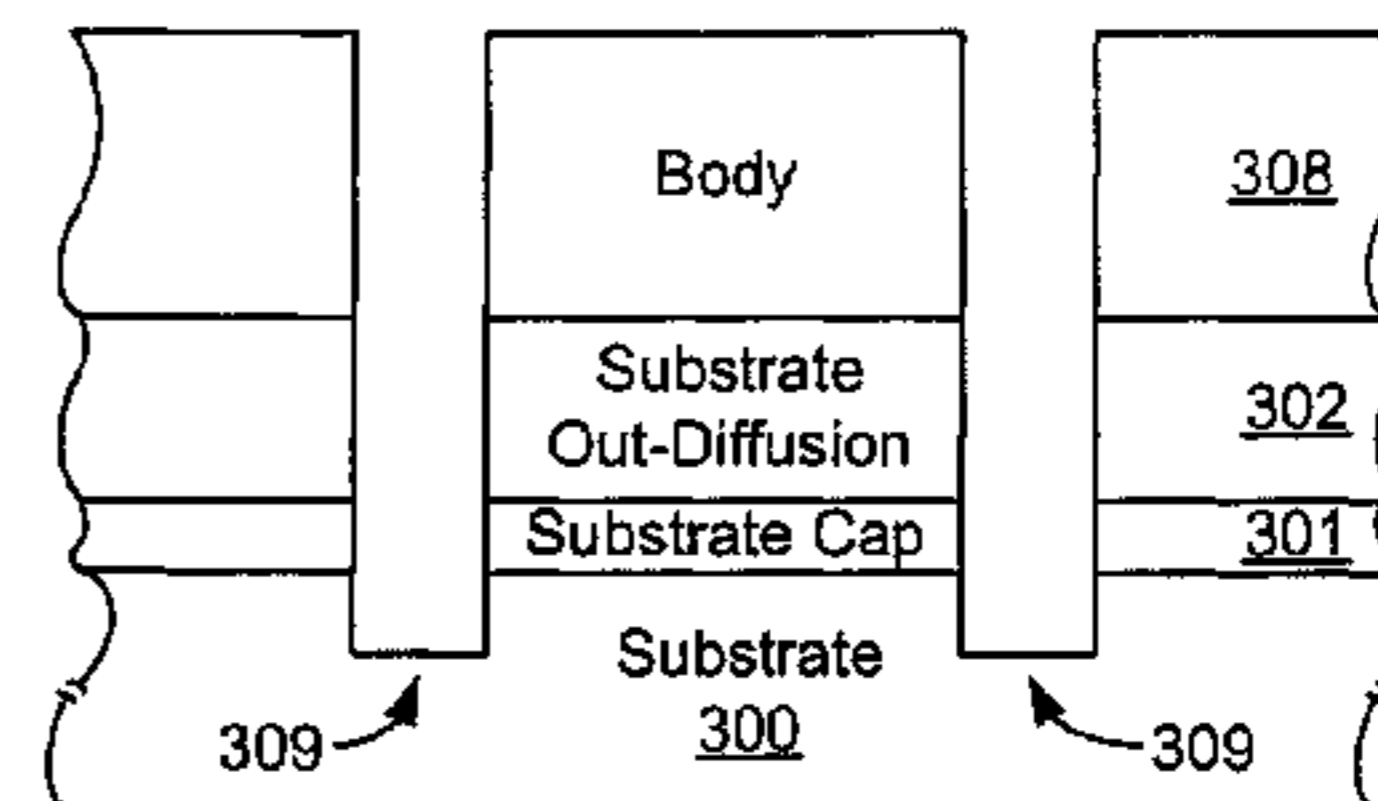 Body
308
Substrate
Out-Diffusion
302
Substrate Cap
301
Substrate
300
309
309